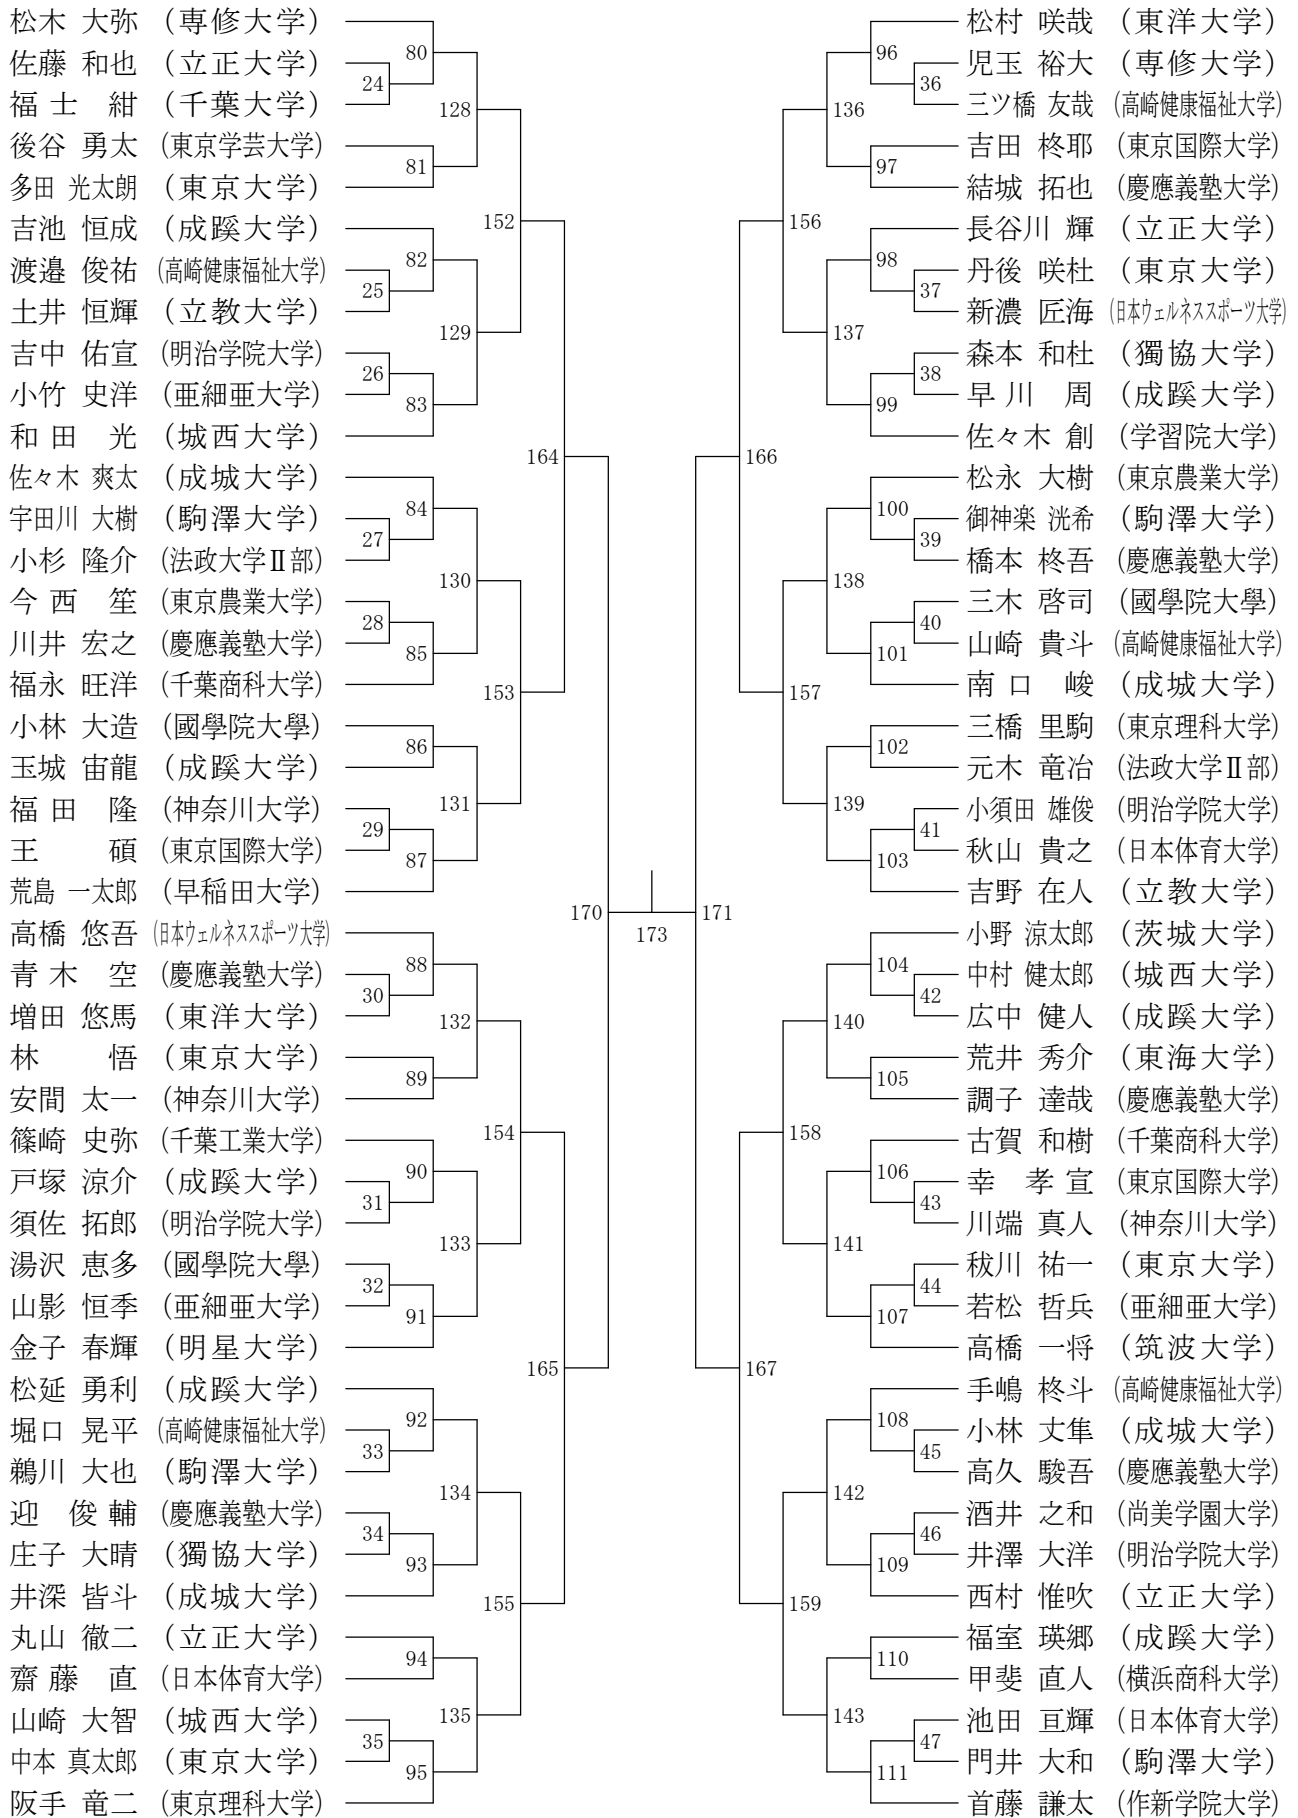 松木 大弥 (専修大学)
80
佐藤 和也 (立正大学)
24
福士 紺 (千葉大学)
128
後谷 勇太 (東京学芸大学)
81
多田 光太朗 (東京大学)
152
吉池 恒成 (成蹊大学)
82
渡邉 俊祐 (高崎健康福祉大学)
25
土井 恒輝 (立教大学)
129
吉中 佑宣 (明治学院大学)
26
小竹 史洋 (亜細亜大学)
83
和田 光 (城西大学)
164
佐々木 爽太 (成城大学)
84
宇田川 大樹 (駒澤大学)
27
小杉 隆介 (法政大学Ⅱ部)
130
今西 笙 (東京農業大学)
28
川井 宏之 (慶應義塾大学)
85
福永 旺洋 (千葉商科大学)
153
小林 大造 (國學院大學)
86
玉城 宙龍 (成蹊大学)
131
福田 隆 (神奈川大学)
29
王 碩 (東京国際大学)
87
荒島 一太郎 (早稲田大学)
170
高橋 悠吾 (日本ウェルネススポーツ大学)
88
青木 空 (慶應義塾大学)
30
増田 悠馬 (東洋大学)
132
林 悟 (東京大学)
89
安間 太一 (神奈川大学)
154
篠崎 史弥 (千葉工業大学)
90
戸塚 涼介 (成蹊大学)
31
須佐 拓郎 (明治学院大学)
133
湯沢 恵多 (國學院大學)
32
山影 恒季 (亜細亜大学)
91
金子 春輝 (明星大学)
165
松延 勇利 (成蹊大学)
92
堀口 晃平 (高崎健康福祉大学)
33
鵜川 大也 (駒澤大学)
134
迎 俊輔 (慶應義塾大学)
34
庄子 大晴 (獨協大学)
93
井深 皆斗 (成城大学)
155
丸山 徹二 (立正大学)
94
齋藤 直 (日本体育大学)
135
山崎 大智 (城西大学)
35
中本 真太郎 (東京大学)
95
阪手 竜二 (東京理科大学)
173
松村 咲哉 (東洋大学)
96
児玉 裕大 (専修大学)
36
三ツ橋 友哉 (高崎健康福祉大学)
136
吉田 柊耶 (東京国際大学)
97
結城 拓也 (慶應義塾大学)
156
長谷川 輝 (立正大学)
98
丹後 咲杜 (東京大学)
37
新濃 匠海 (日本ウェルネススポーツ大学)
137
森本 和杜 (獨協大学)
38
早川 周 (成蹊大学)
99
佐々木 創 (学習院大学)
166
松永 大樹 (東京農業大学)
100
御神楽 洸希 (駒澤大学)
39
橋本 柊吾 (慶應義塾大学)
138
三木 啓司 (國學院大學)
40
山崎 貴斗 (高崎健康福祉大学)
101
南口 峻 (成城大学)
157
三橋 里駒 (東京理科大学)
102
元木 竜冶 (法政大学Ⅱ部)
139
小須田 雄俊 (明治学院大学)
41
秋山 貴之 (日本体育大学)
103
吉野 在人 (立教大学)
171
小野 涼太郎 (茨城大学)
104
中村 健太郎 (城西大学)
42
広中 健人 (成蹊大学)
140
荒井 秀介 (東海大学)
105
調子 達哉 (慶應義塾大学)
158
古賀 和樹 (千葉商科大学)
106
幸 孝宣 (東京国際大学)
43
川端 真人 (神奈川大学)
141
秡川 祐一 (東京大学)
44
若松 哲兵 (亜細亜大学)
107
高橋 一将 (筑波大学)
167
手嶋 柊斗 (高崎健康福祉大学)
108
小林 丈隼 (成城大学)
45
高久 駿吾 (慶應義塾大学)
142
酒井 之和 (尚美学園大学)
46
井澤 大洋 (明治学院大学)
109
西村 惟吹 (立正大学)
159
福室 瑛郷 (成蹊大学)
110
甲斐 直人 (横浜商科大学)
143
池田 亘輝 (日本体育大学)
47
門井 大和 (駒澤大学)
111
首藤 謙太 (作新学院大学)